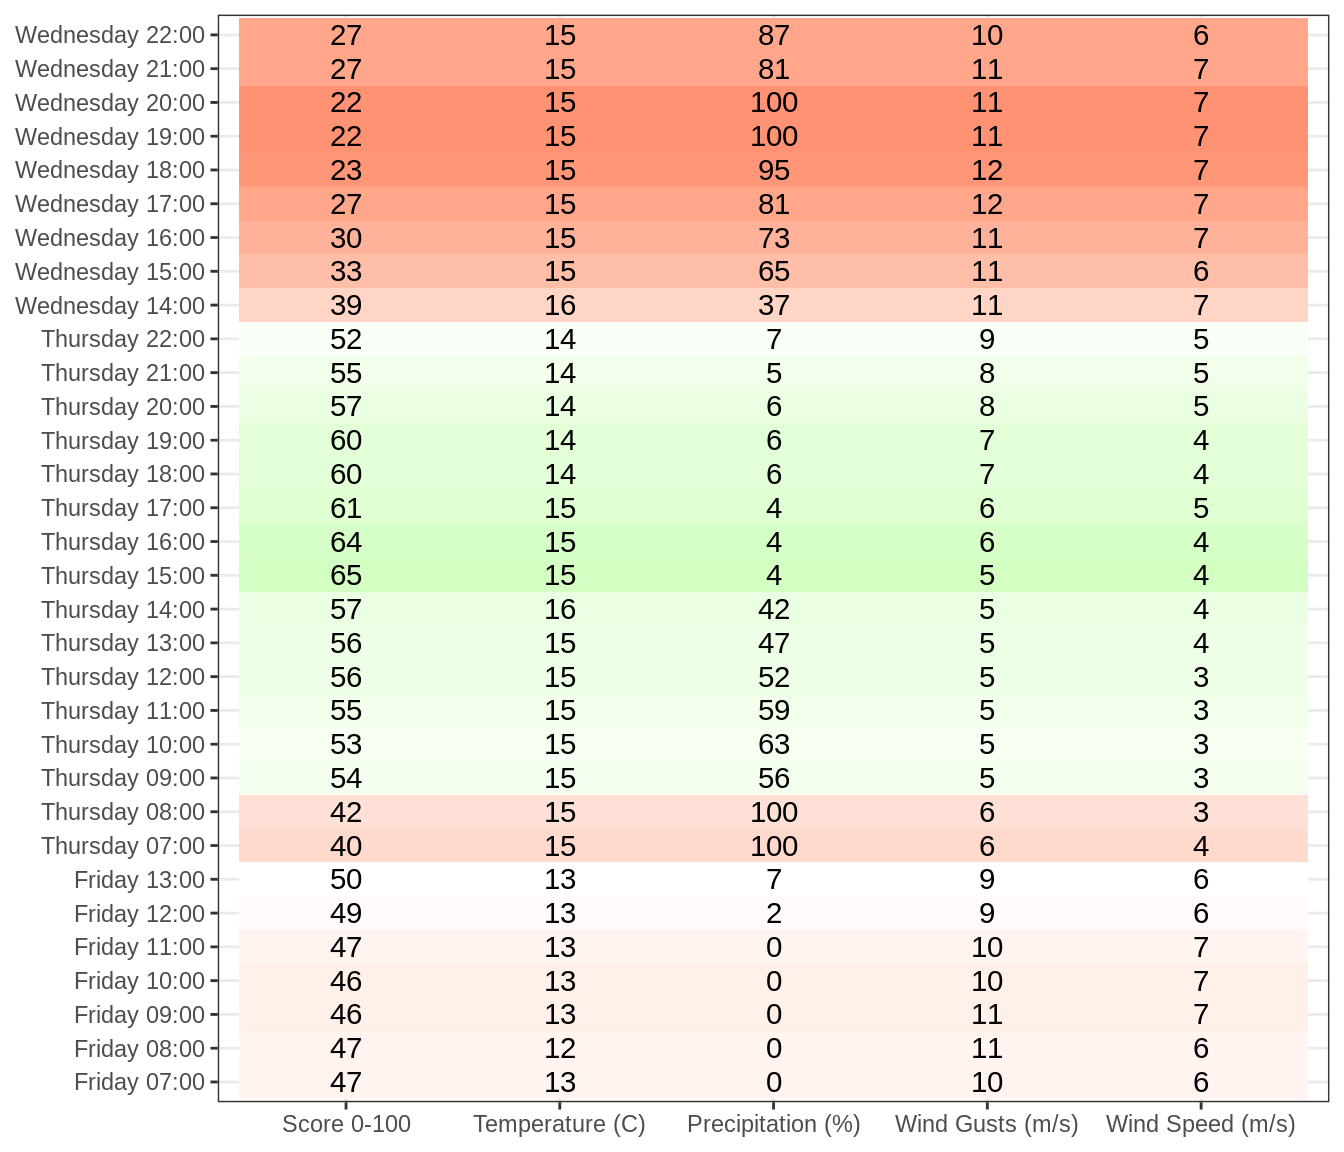 Wednesday 22:00 27 15 87 10 6
Wednesday 21:00 27 15 81 11 7
Wednesday 20:00 22 15 100 11 7
Wednesday 19:00 22 15 100 11 7
Wednesday 18:00 23 15 95 12 7
Wednesday 17:00 27 15 81 12 7
Wednesday 16:00 30 15 73 11 7
Wednesday 15:00 33 15 65 11 6
Wednesday 14:00 39 16 37 11 7
Thursday 22:00 52 14 7 9 5
Thursday 21:00 55 14 5 8 5
Thursday 20:00 57 14 6 8 5
Thursday 19:00 60 14 6 7 4
Thursday 18:00 60 14 6 7 4
Thursday 17:00 61 15 4 6 5
Thursday 16:00 64 15 4 6 4
Thursday 15:00 65 15 4 5 4
Thursday 14:00 57 16 42 5 4
Thursday 13:00 56 15 47 5 4
Thursday 12:00 56 15 52 5 3
Thursday 11:00 55 15 59 5 3
Thursday 10:00 53 15 63 5 3
Thursday 09:00 54 15 56 5 3
Thursday 08:00 42 15 100 6 3
Thursday 07:00 40 15 100 6 4
Friday 13:00 50 13 7 9 6
Friday 12:00 49 13 2 9 6
Friday 11:00 47 13 0 10 7
Friday 10:00 46 13 0 10 7
Friday 09:00 46 13 0 11 7
Friday 08:00 47 12 0 11 6
Friday 07:00 47 13 0 10 6
Score 0-100 Temperature (C) Precipitation (%) Wind Gusts (m/s) Wind Speed (m/s)